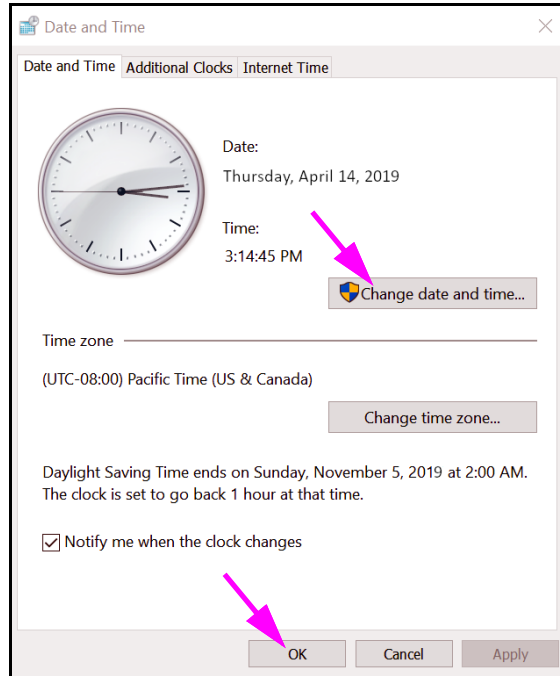 Date and Time
Date and Time Additional Clocks Internet Time
Date:
Thursday, April 14, 2019
Time:
3:14:45 PM
Change date and time...
Time zone
(UTC-08:00) Pacific Time (US & Canada)
Change time zone...
Daylight Saving Time ends on Sunday, November 5, 2019 at 2:00 AM.
The clock is set to go back 1 hour at that time.
Notify me when the clock changes
OK Cancel Apply